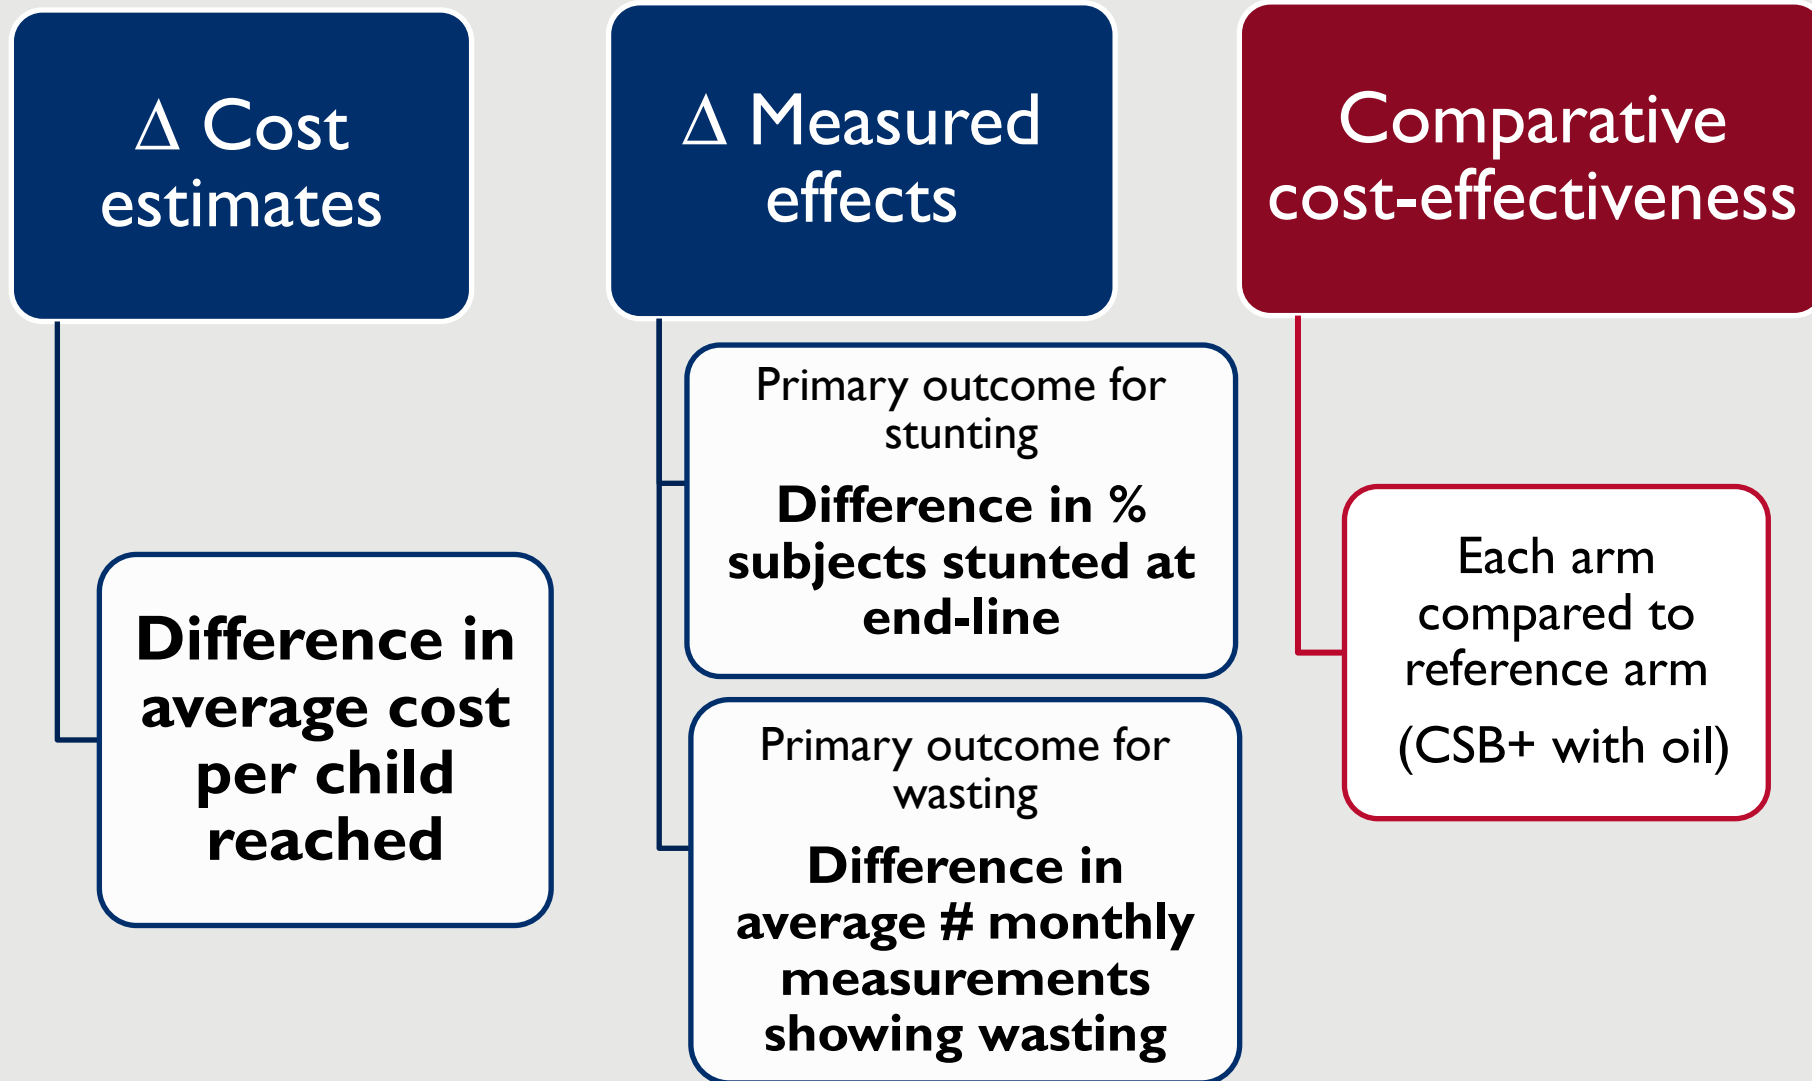 Δ Cost
estimates
Difference in
average cost
per child
reached
Δ Measured
effects
Primary outcome for
stunting
Difference in %
subjects stunted at
end-line
Primary outcome for
wasting
Difference in
average # monthly
measurements
showing wasting
Comparative
cost-effectiveness
Each arm
compared to
reference arm
(CSB+ with oil)